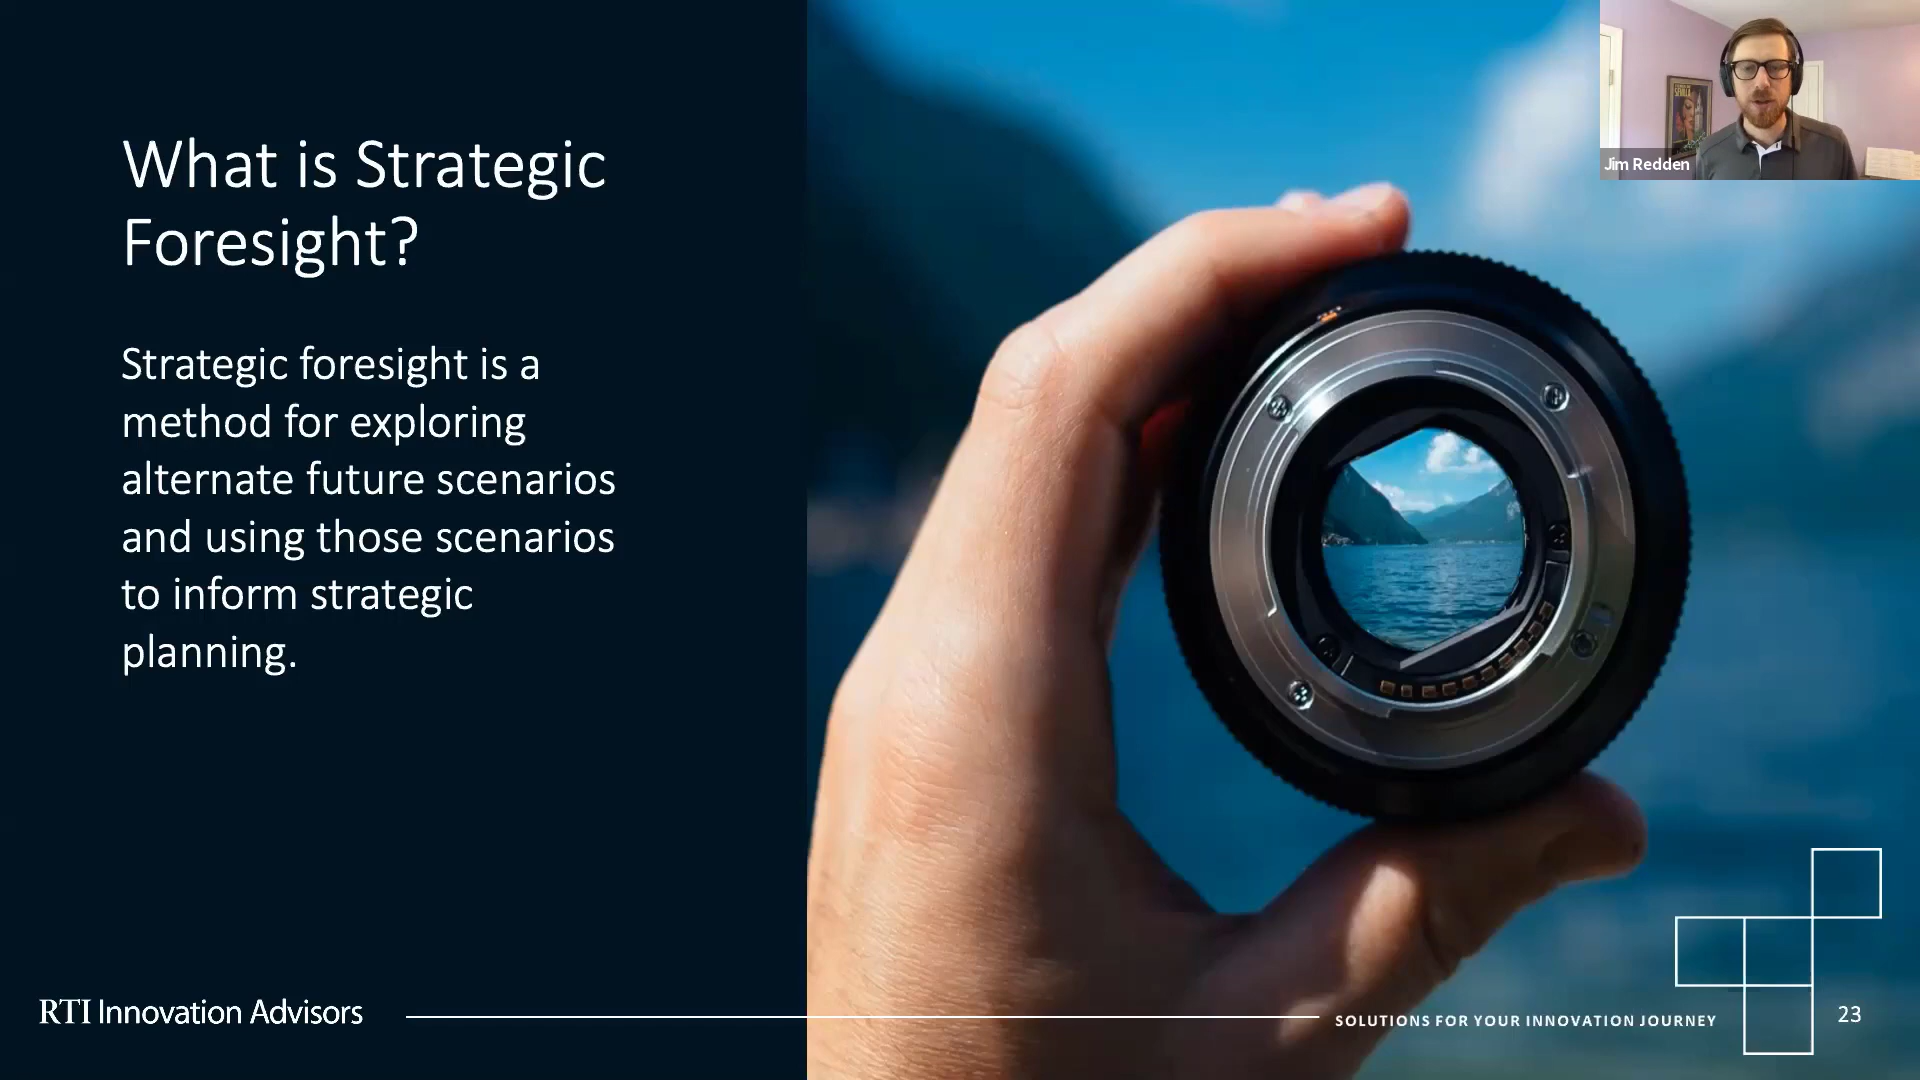 Jim Redden
What is Strategic
Foresight?
Strategic foresight is a
method for exploring
alternate future scenarios
and using those scenarios
to inform strategic
planning.
RTI Innovation Advisors
SOLUTIONS FOR YOUR INNOVATION JOURNEY
23